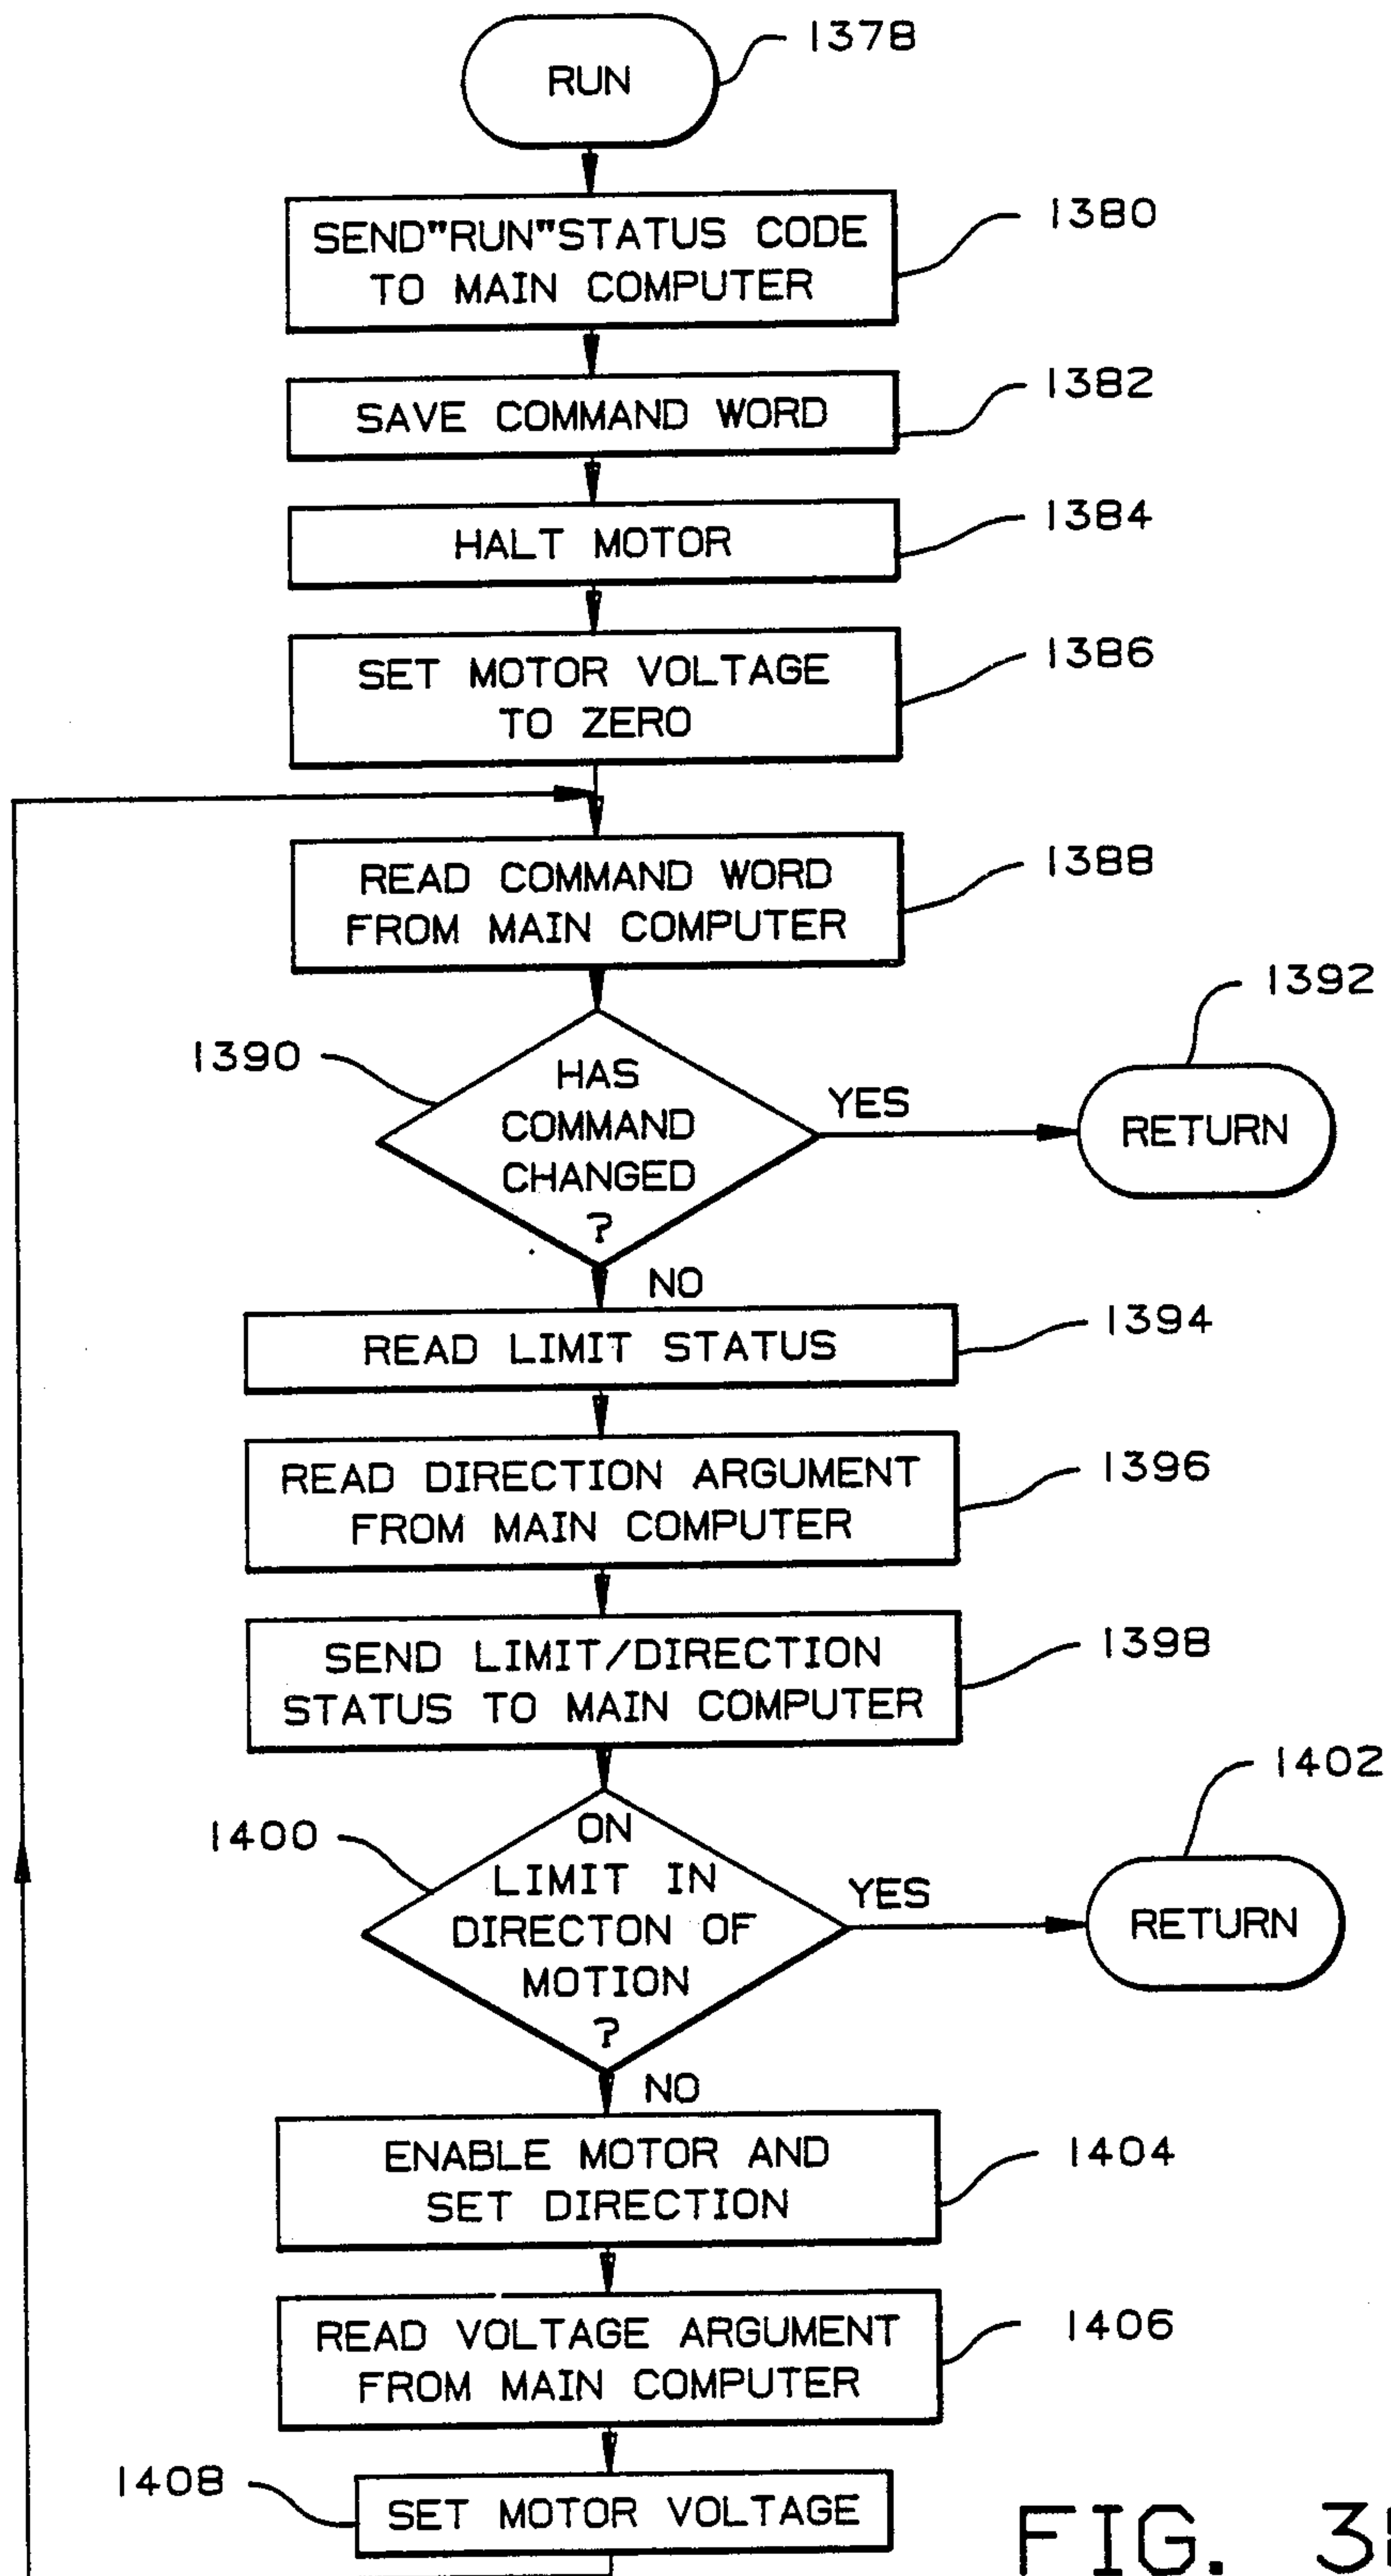 RUN
1378
SEND"RUN"STATUS CODE
TO MAIN COMPUTER
1380
SAVE COMMAND WORD
1382
HALT MOTOR
1384
SET MOTOR VOLTAGE
TO ZERO
1386
READ COMMAND WORD
FROM MAIN COMPUTER
1388
1390
HAS
COMMAND
CHANGED
?
YES
RETURN
1392
NO
READ LIMIT STATUS
1394
READ DIRECTION ARGUMENT
FROM MAIN COMPUTER
1396
SEND LIMIT/DIRECTION
STATUS TO MAIN COMPUTER
1398
1400
ON
LIMIT IN
DIRECTON OF
MOTION
?
YES
RETURN
1402
NO
ENABLE MOTOR AND
SET DIRECTION
1404
READ VOLTAGE ARGUMENT
FROM MAIN COMPUTER
1406
1408
SET MOTOR VOLTAGE
FIG.